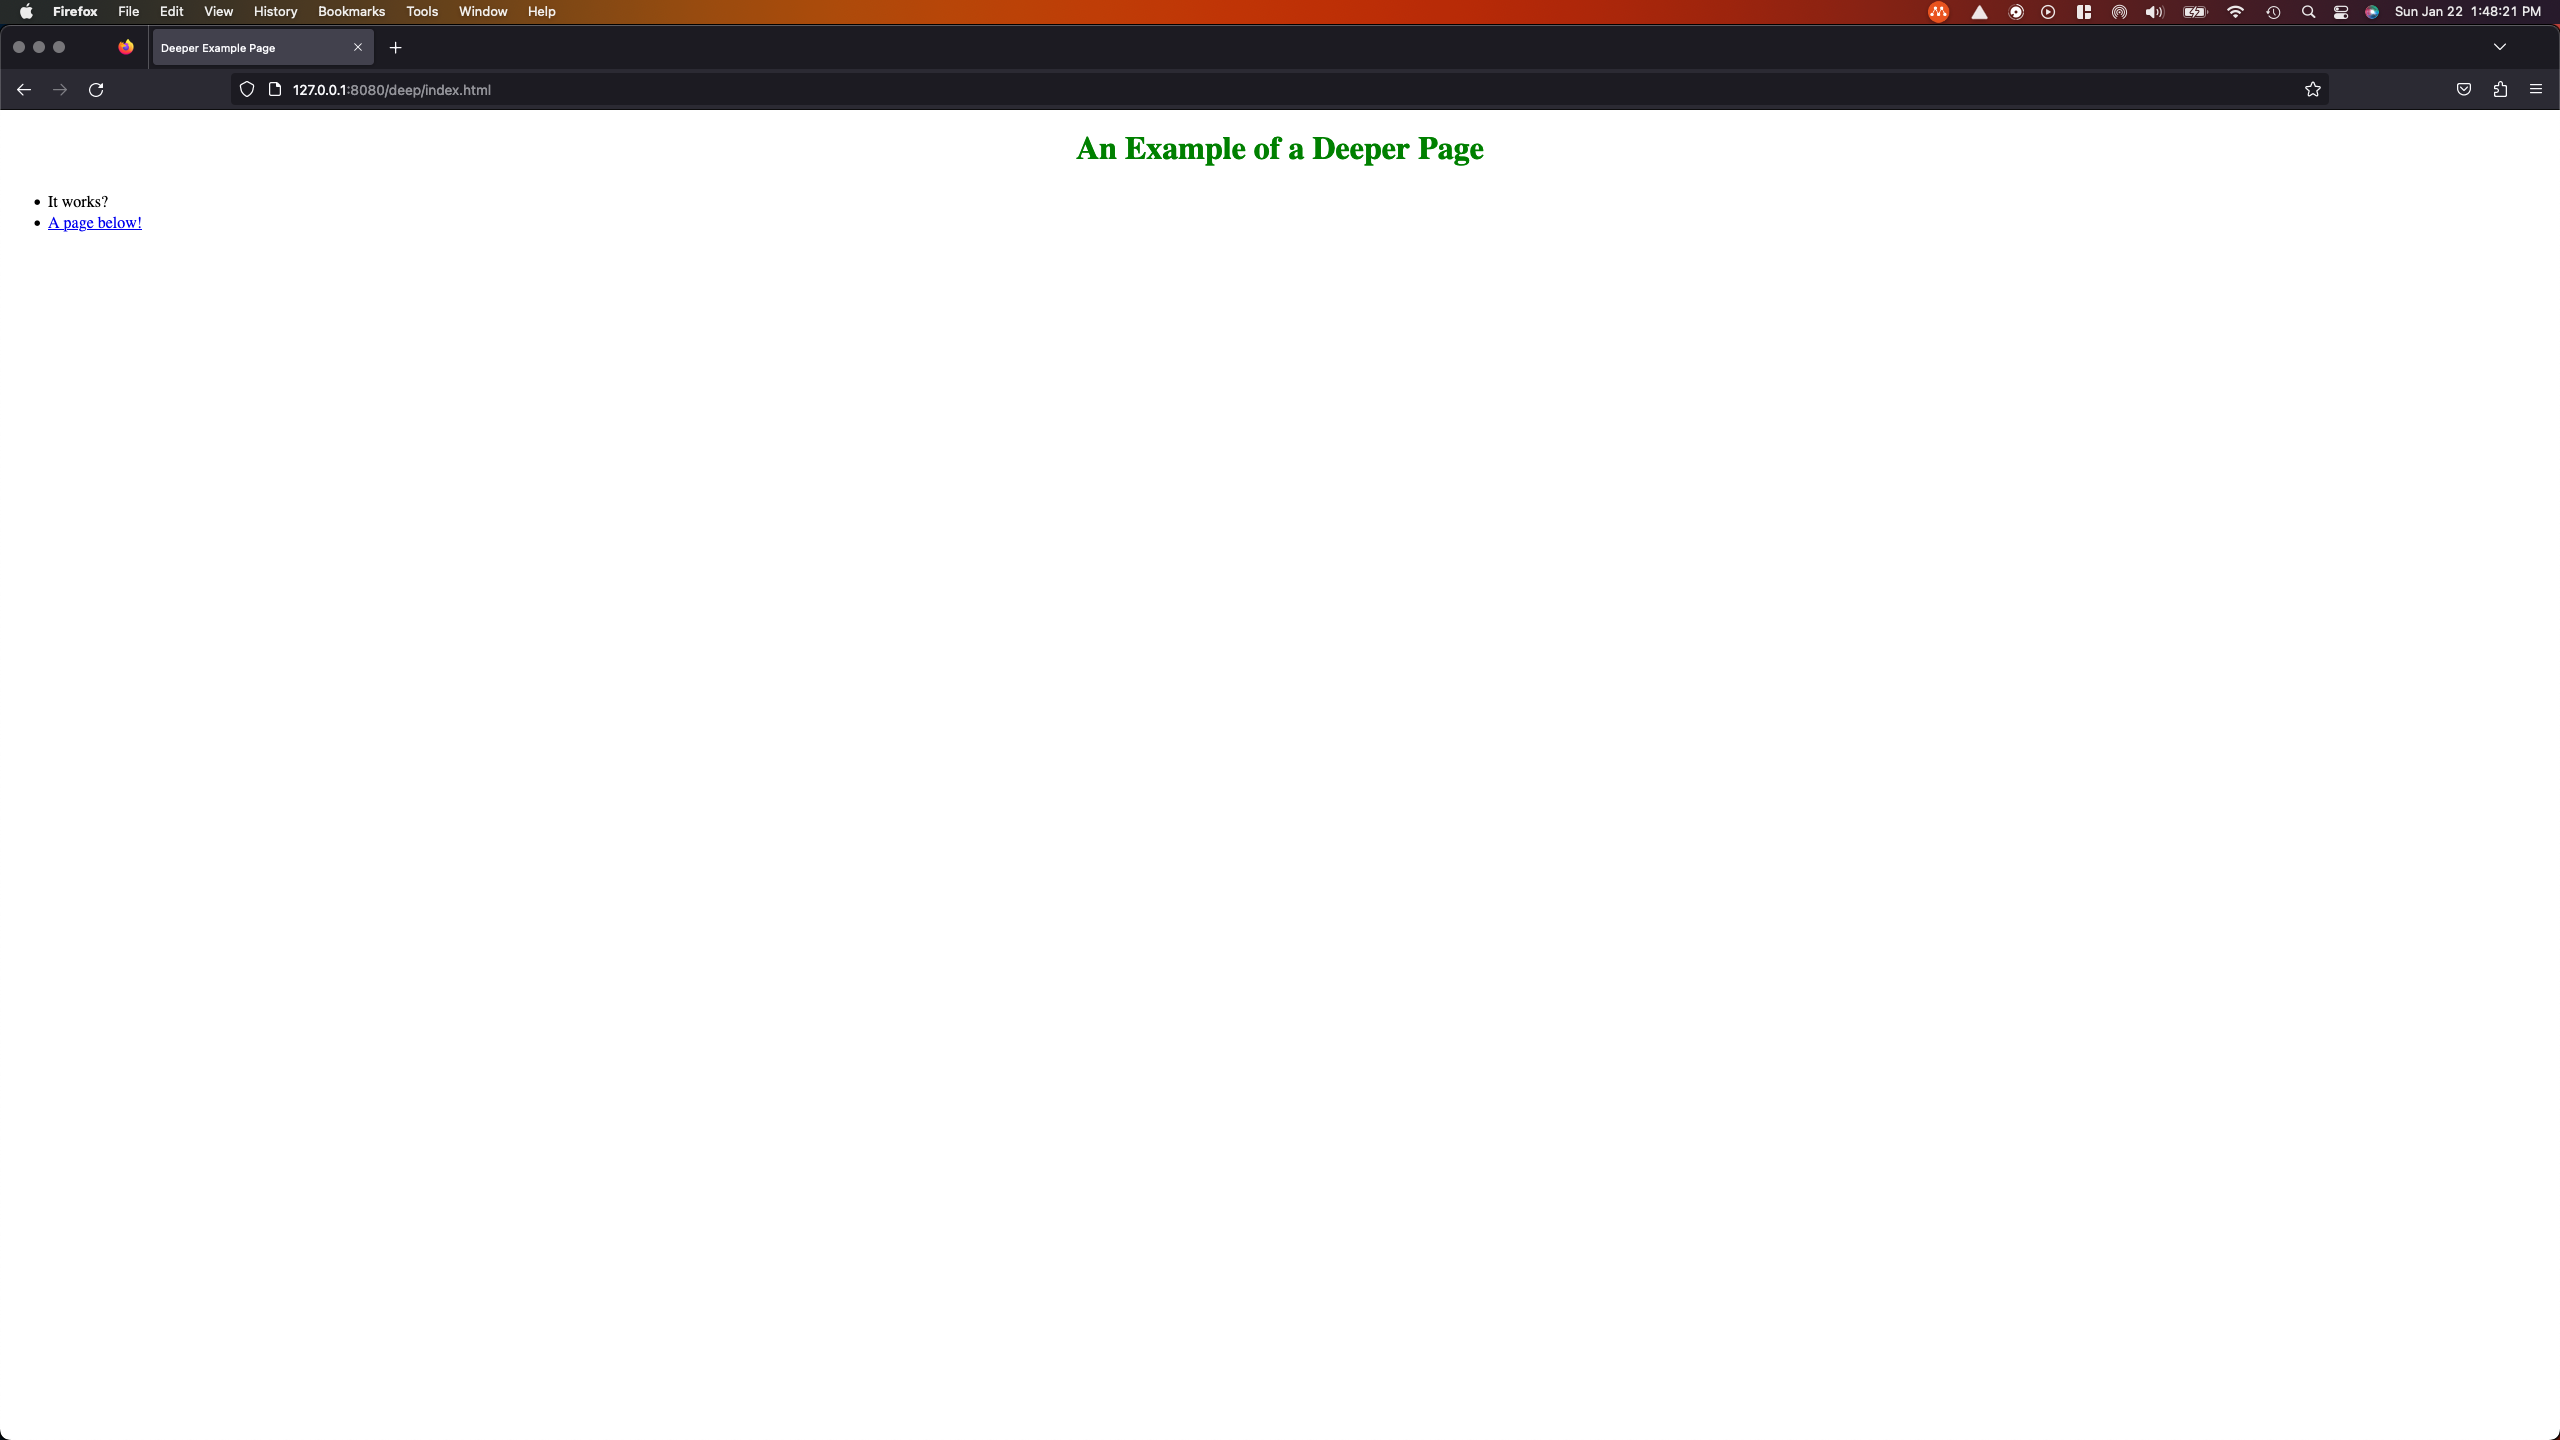 Firefox File Edit View History Bookmarks Tools Window Help Sun Jan 22 1:48:21 PM
Deeper Example Page
127.0.0.1:8080/deep/index.html
An Example of a Deeper Page
It works?
A page below!